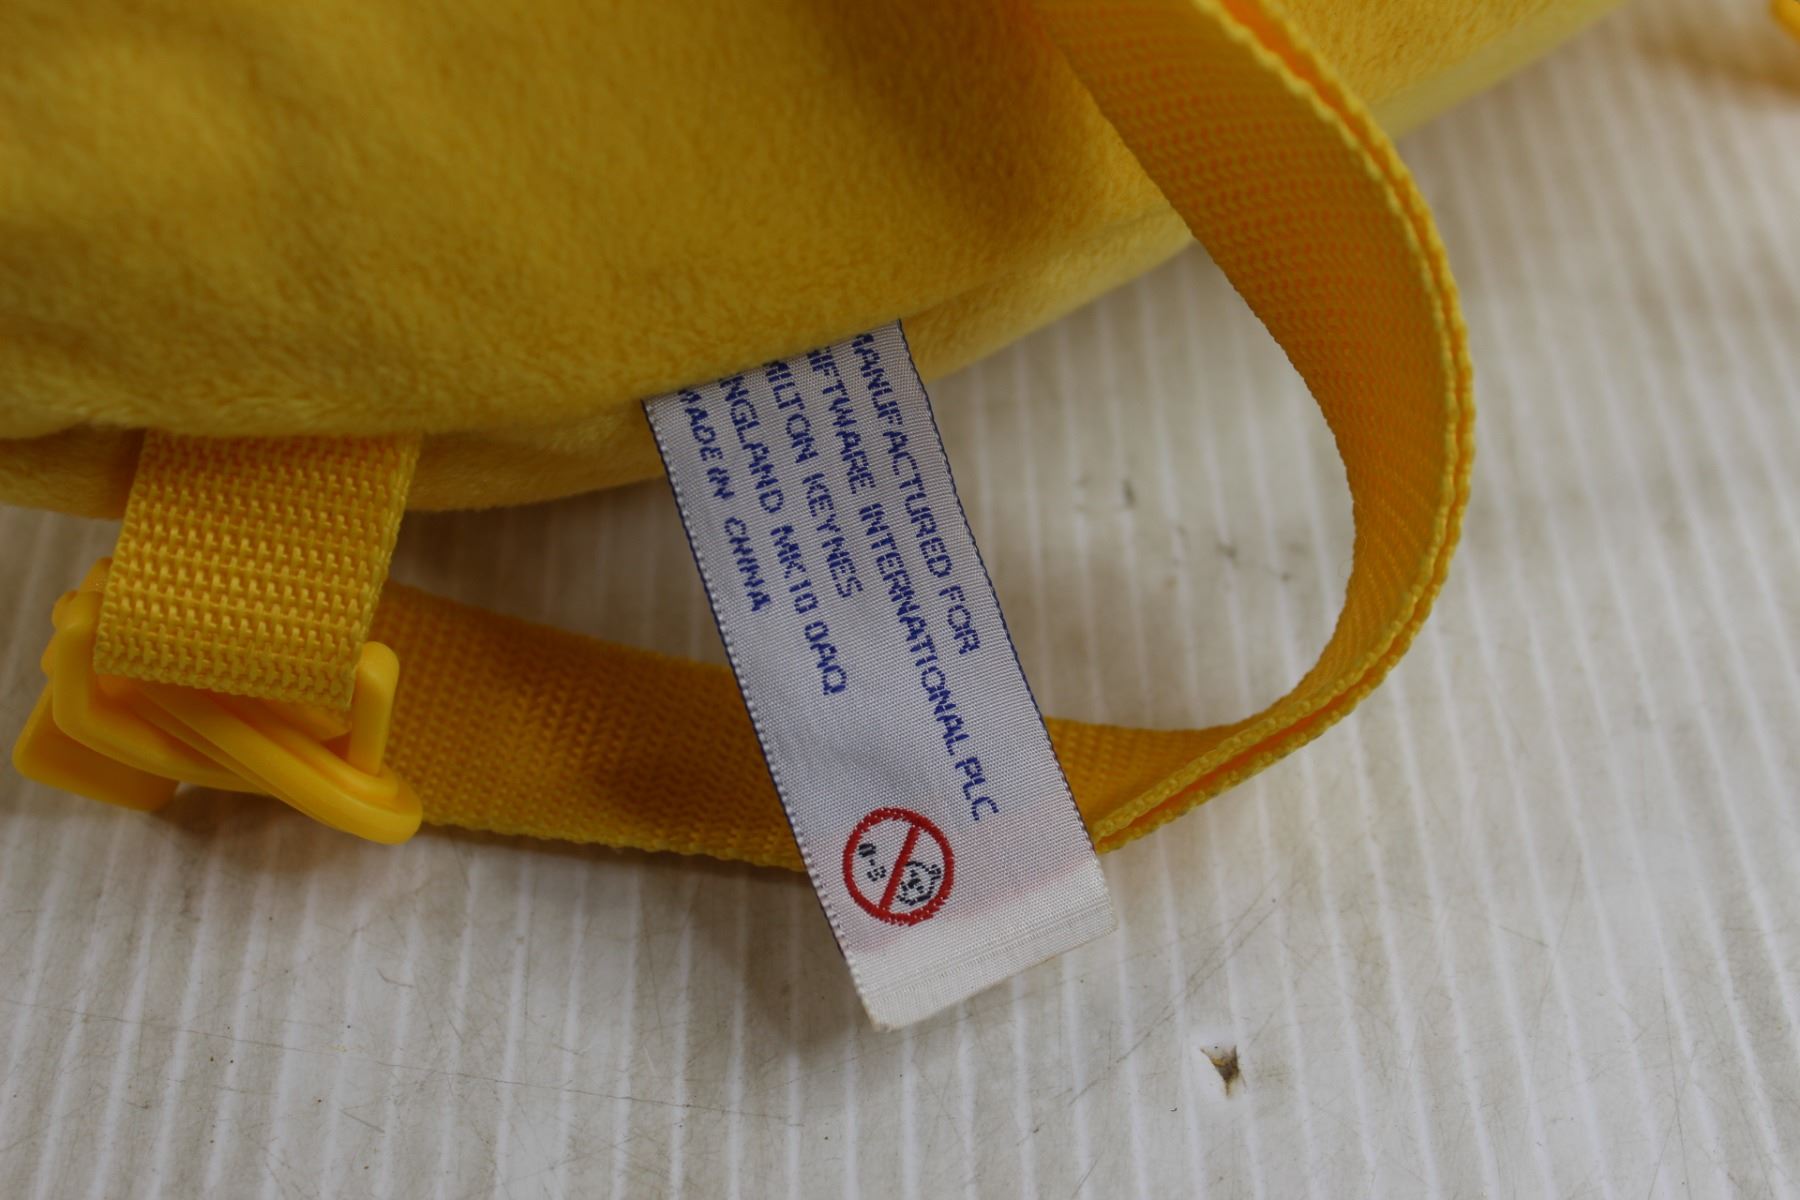 MANUFACTURED FOR
GIFTWARE INTERNATIONAL PLC
MILTON KEYNES
ENGLAND MK10 0AQ
MADE IN CHINA
0-3